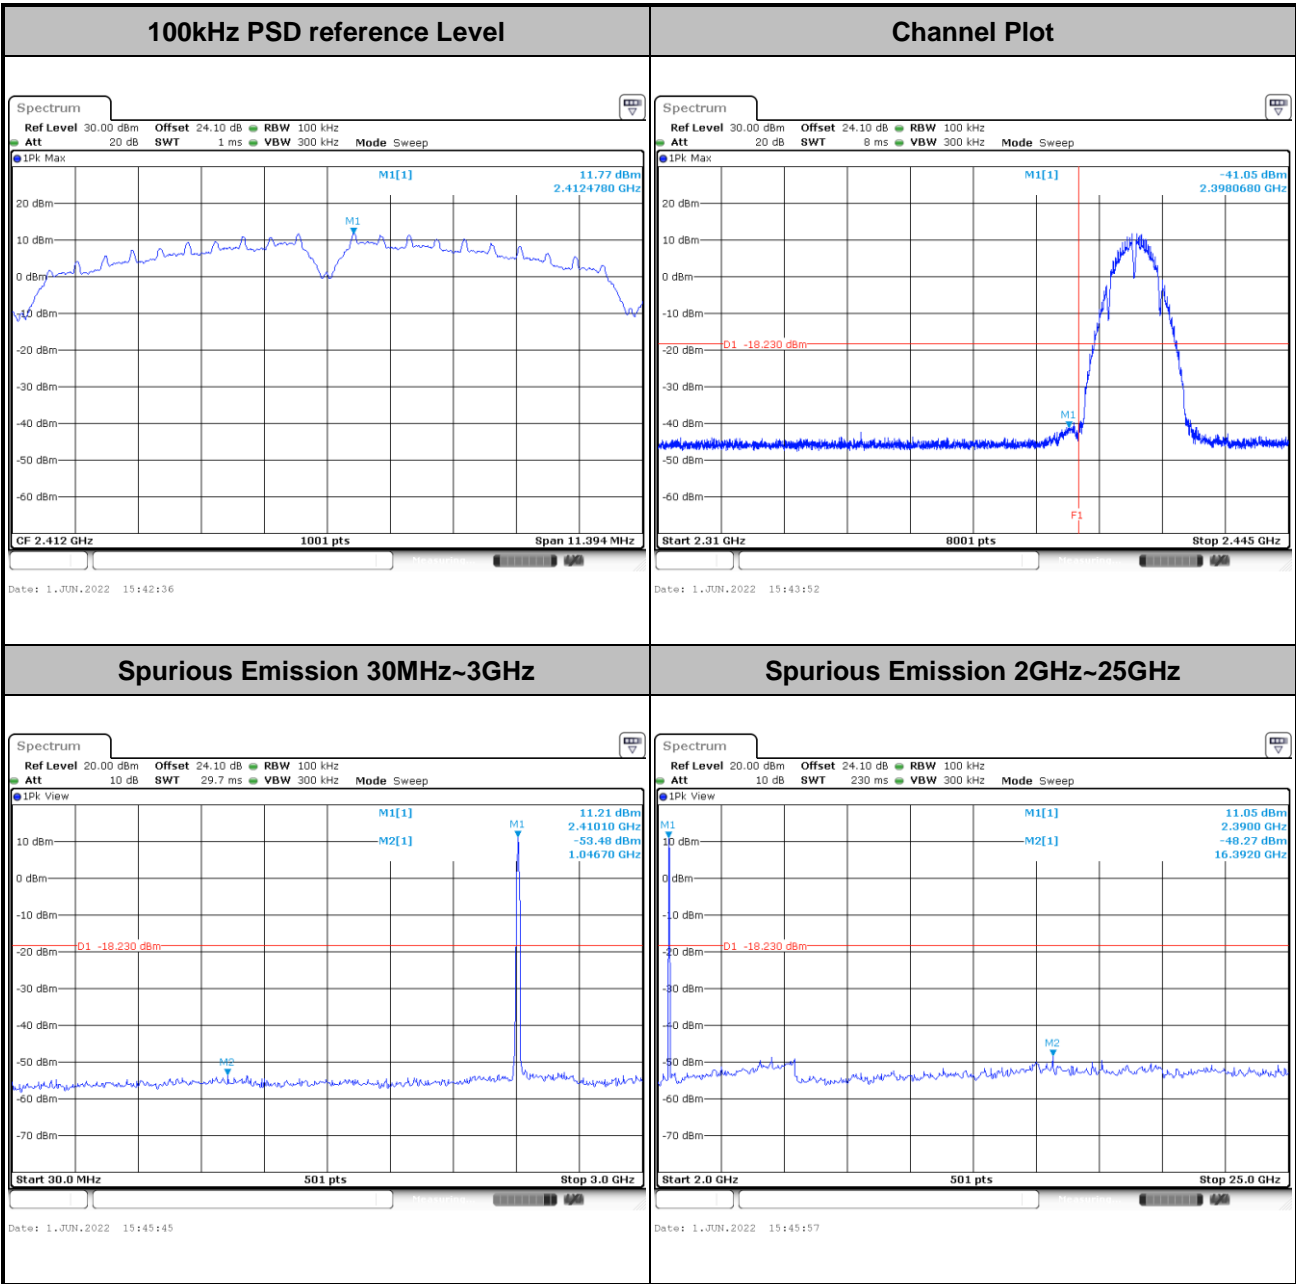 100kHz PSD reference Level
Channel Plot
Spectrum
Ref Level 30.00 dBm Offset 24.10 dB RBW 100 kHz
Att 20 dB SWT 1 ms VBW 300 kHz Mode Sweep
1Pk Max
M1[1] 11.77 dBm
2.4124780 GHz
M1
20 dBm
10 dBm
0 dBm
-10 dBm
-20 dBm
-30 dBm
-40 dBm
-50 dBm
-60 dBm
CF 2.412 GHz 1001 pts Span 11.394 MHz
Date: 1.JUN.2022 15:42:36
Spectrum
Ref Level 30.00 dBm Offset 24.10 dB RBW 100 kHz
Att 20 dB SWT 8 ms VBW 300 kHz Mode Sweep
1Pk Max
M1[1] -41.05 dBm
2.3980680 GHz
20 dBm
10 dBm
0 dBm
-10 dBm
D1 -18.230 dBm
-20 dBm
-30 dBm
-40 dBm
M1
-50 dBm
-60 dBm
F1
Start 2.31 GHz 8001 pts Stop 2.445 GHz
Date: 1.JUN.2022 15:43:52
Spurious Emission 30MHz~3GHz
Spurious Emission 2GHz~25GHz
Spectrum
Ref Level 20.00 dBm Offset 24.10 dB RBW 100 kHz
Att 10 dB SWT 29.7 ms VBW 300 kHz Mode Sweep
1Pk View
M1[1] 11.21 dBm
2.41010 GHz
M2[1] -53.48 dBm
1.04670 GHz
M1
10 dBm
0 dBm
-10 dBm
D1 -18.230 dBm
-20 dBm
-30 dBm
-40 dBm
-50 dBm
M2
-60 dBm
-70 dBm
Start 30.0 MHz 501 pts Stop 3.0 GHz
Date: 1.JUN.2022 15:45:45
Spectrum
Ref Level 20.00 dBm Offset 24.10 dB RBW 100 kHz
Att 10 dB SWT 230 ms VBW 300 kHz Mode Sweep
1Pk View
M1[1] 11.05 dBm
2.3900 GHz
M2[1] -48.27 dBm
16.3920 GHz
M1
10 dBm
0 dBm
-10 dBm
D1 -18.230 dBm
-20 dBm
-30 dBm
-40 dBm
M2
-50 dBm
-60 dBm
-70 dBm
Start 2.0 GHz 501 pts Stop 25.0 GHz
Date: 1.JUN.2022 15:45:57